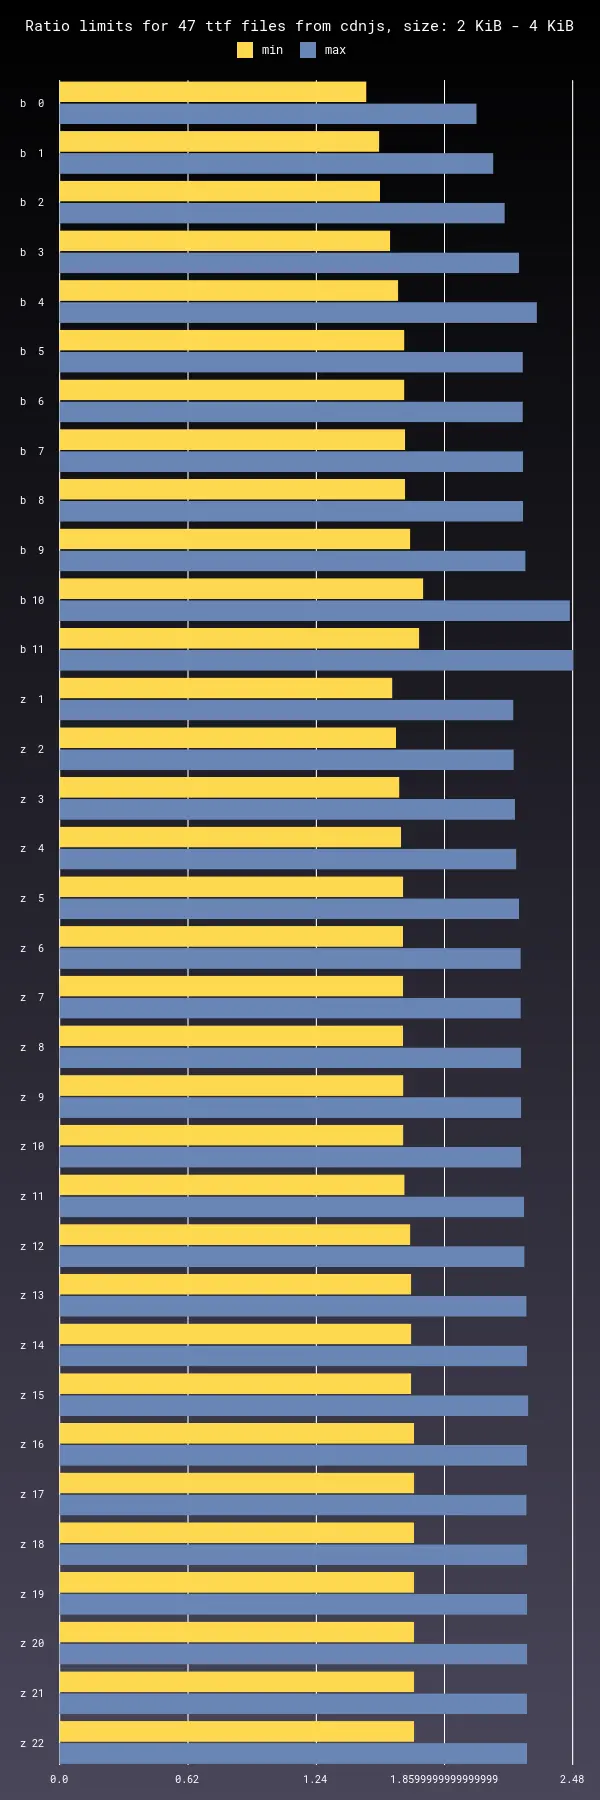 Ratio limits for 47 ttf files from cdnjs, size: 2 KiB - 4 KiB
min max
b 0
b 1
b 2
b 3
b 4
b 5
b 6
b 7
b 8
b 9
b 10
b 11
z 1
z 2
z 3
z 4
z 5
z 6
z 7
z 8
z 9
z 10
z 11
z 12
z 13
z 14
z 15
z 16
z 17
z 18
z 19
z 20
z 21
z 22
0.0 0.62 1.24 1.8599999999999999 2.48